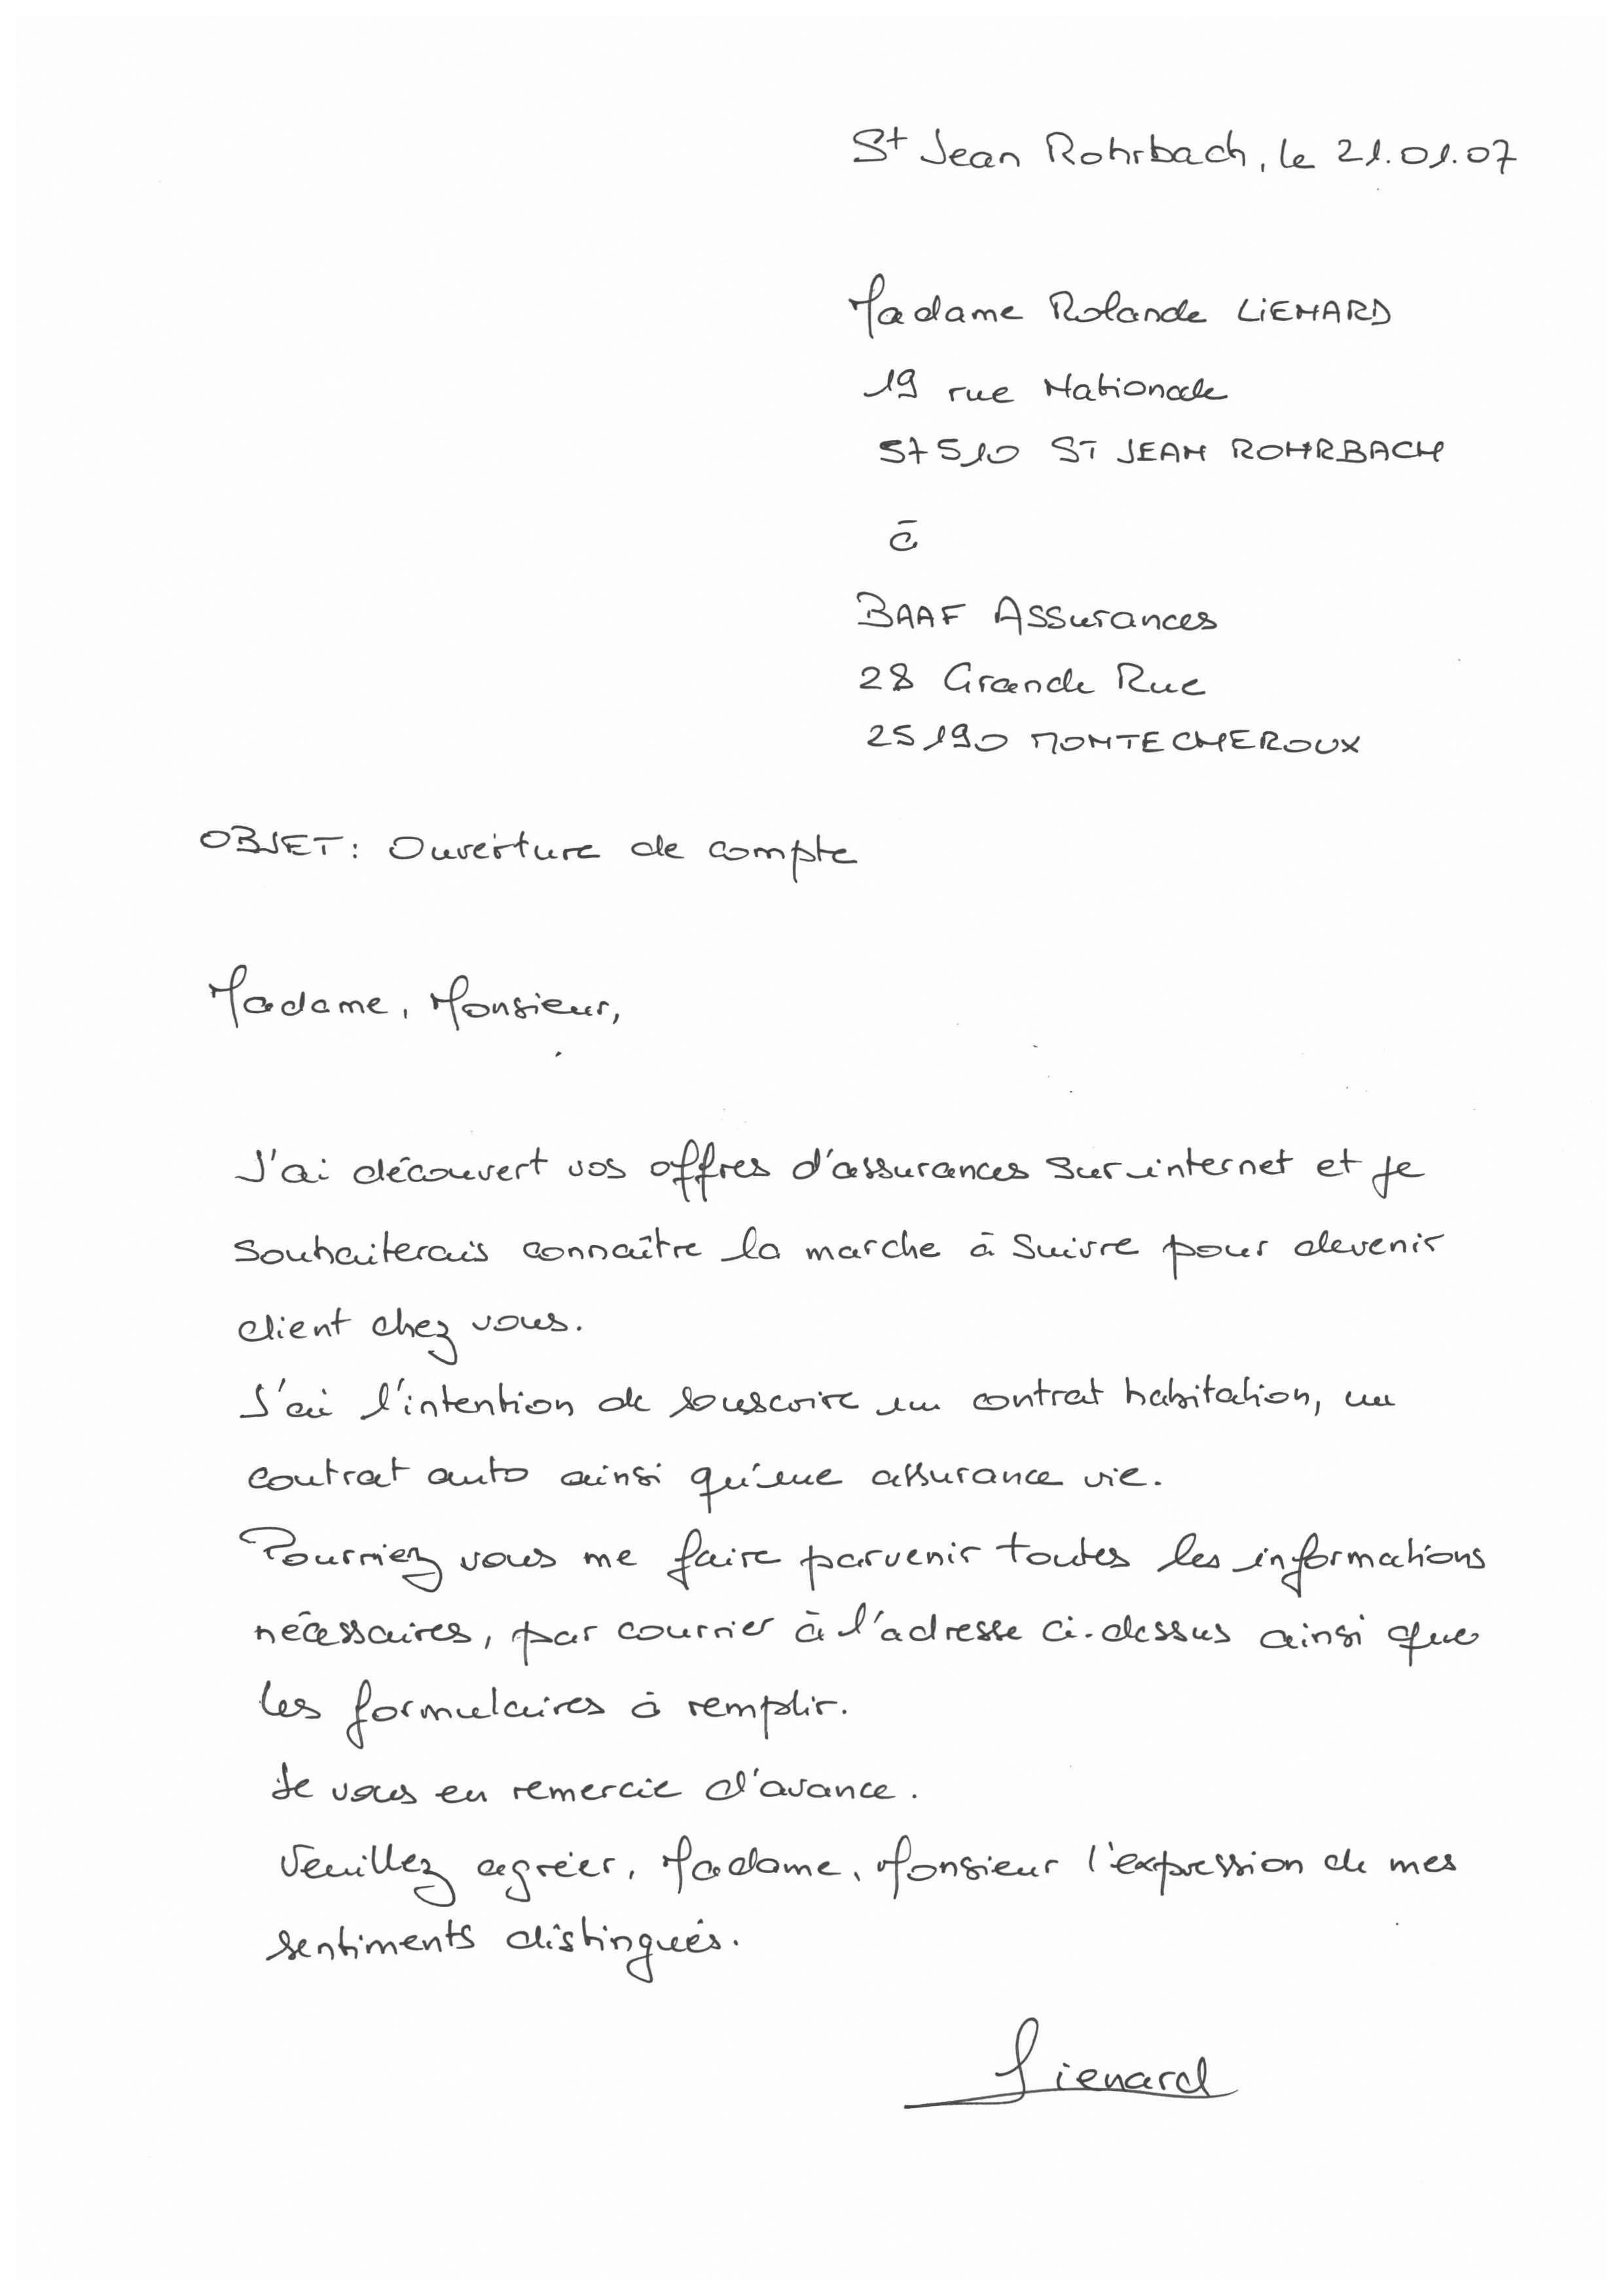 St Jean Rohrbach, le 21.01.07
Madame Rolande LIENARD
19 rue Nationale
57510 ST JEAN ROHRBACH
à
BAAF Assurances
28 Grande Rue
25190 MONTECHEROUX
OBJET: Ouverture de compte
Madame, Monsieur,
J'ai découvert vos offres d'assurances sur internet et je
souhaiterais connaître la marche à suivre pour devenir
client chez vous.
J'ai l'intention de souscrire un contrat habitation, un
contrat auto ainsi qu'une assurance vie.
Pourriez vous me faire parvenir toutes les informations
nécessaires, par courrier à l'adresse ci-dessus ainsi que
les formulaires à remplir.
Je vous en remercie d'avance.
Veuillez agréer, Madame, Monsieur l'expression de mes
sentiments distingués.
Lienard